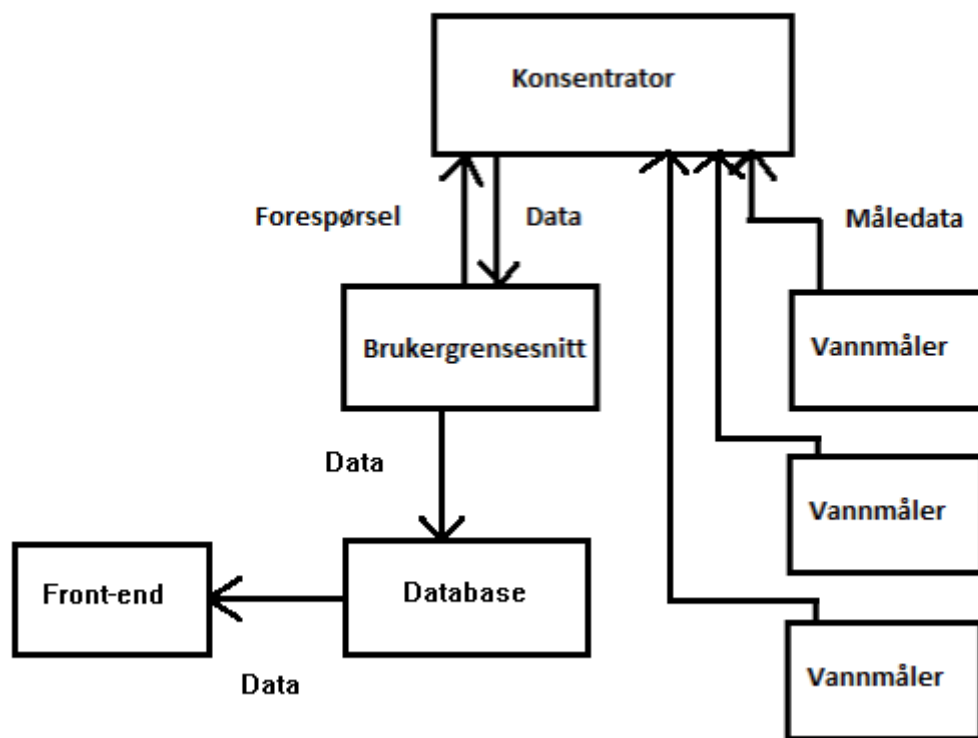 Konsentrator
Forespørsel
Data
Måledata
Brukergrensesnitt
Vannmåler
Data
Vannmåler
Front-end
Database
Data
Vannmåler